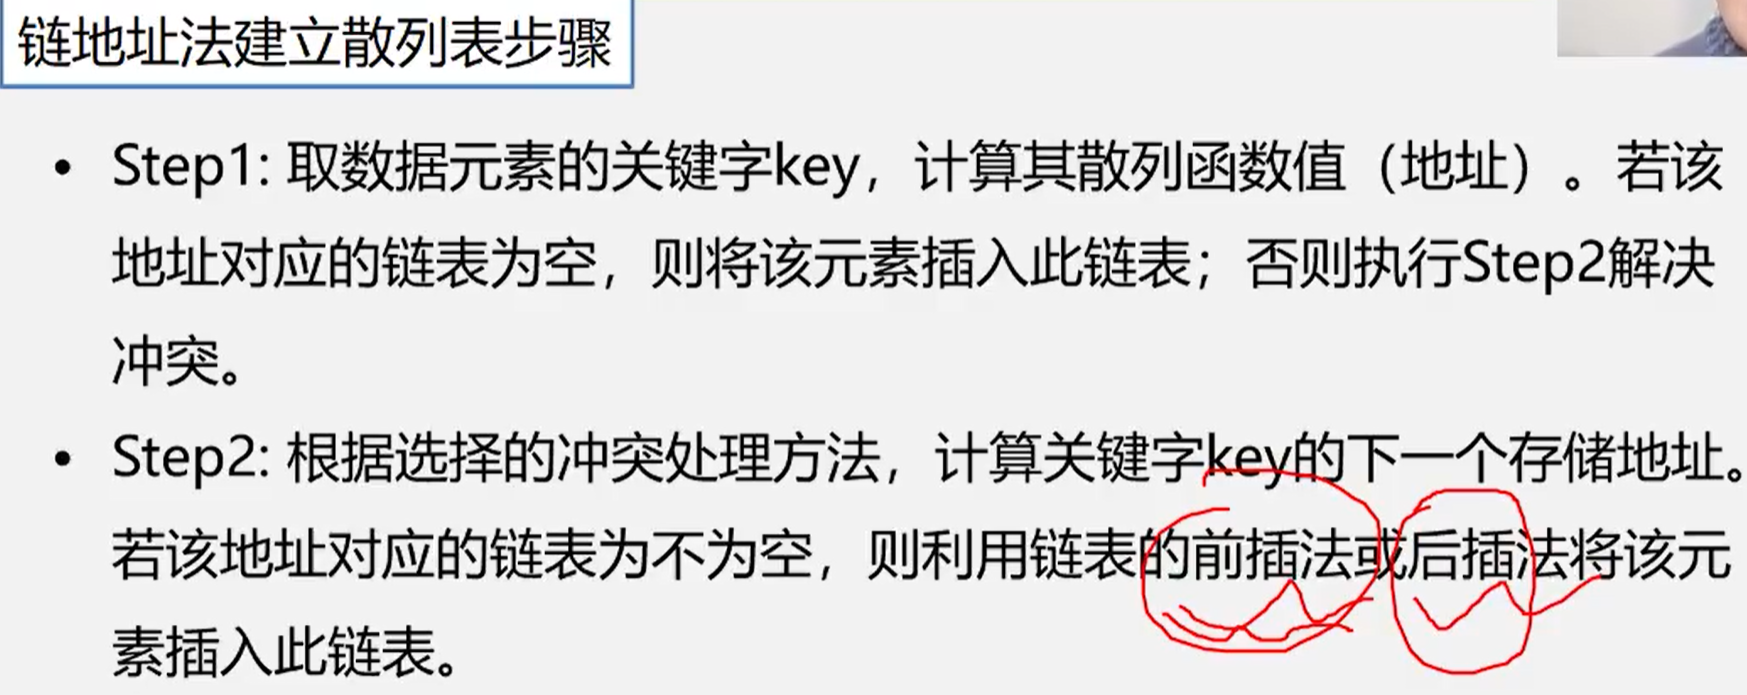 链地址法建立散列表步骤
• Step1: 取数据元素的关键字key，计算其散列函数值（地址）。若该
地址对应的链表为空，则将该元素插入此链表；否则执行Step2解决
冲突。
• Step2: 根据选择的冲突处理方法，计算关键字key的下一个存储地址。
若该地址对应的链表为不为空，则利用链表的前插法或后插法将该元
素插入此链表。